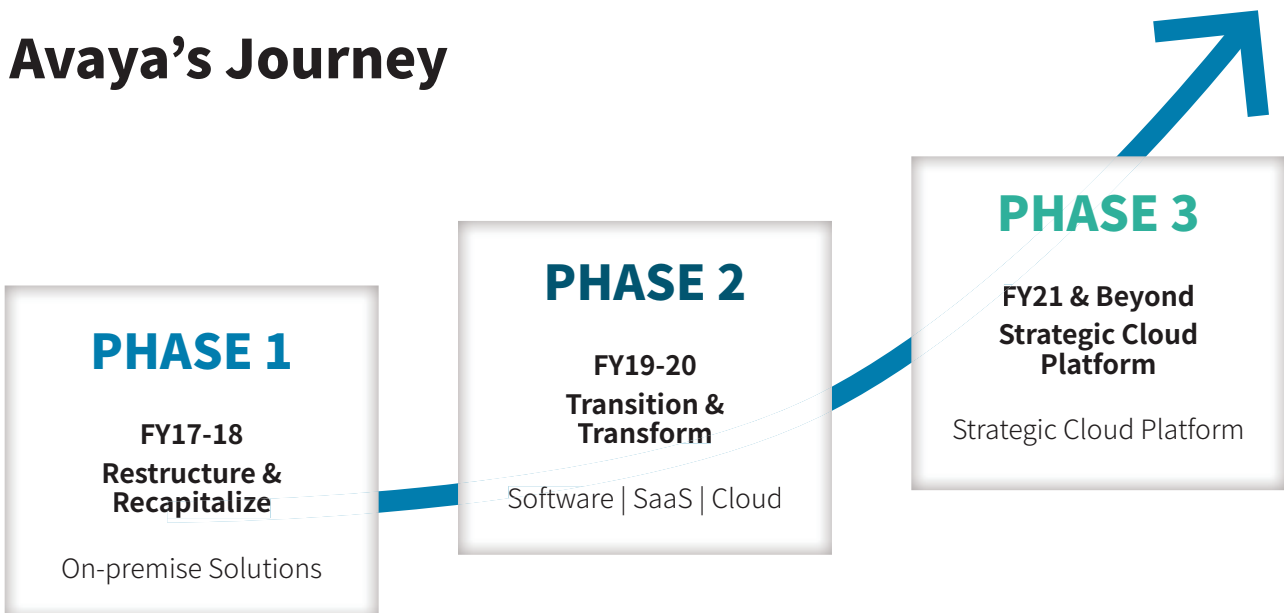 Avaya’s Journey
PHASE 1
FY17-18
Restructure &
Recapitalize
On-premise Solutions
PHASE 2
FY19-20
Transition &
Transform
Software | SaaS | Cloud
PHASE 3
FY21 & Beyond
Strategic Cloud
Platform
Strategic Cloud Platform